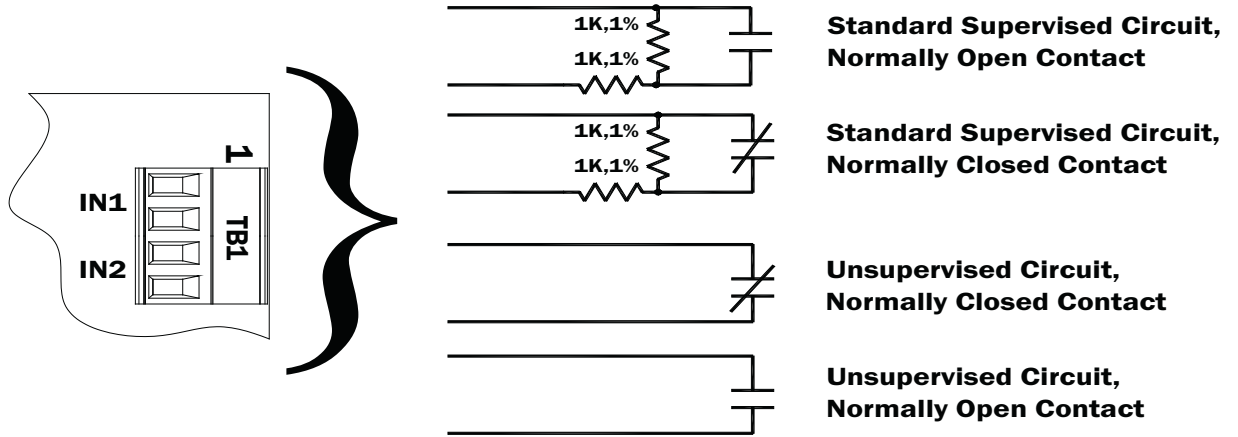 1K,1%
1K,1%
Standard Supervised Circuit,
Normally Open Contact
1K,1%
1K,1%
Standard Supervised Circuit,
Normally Closed Contact
1
IN1
TB1
IN2
Unsupervised Circuit,
Normally Closed Contact
Unsupervised Circuit,
Normally Open Contact